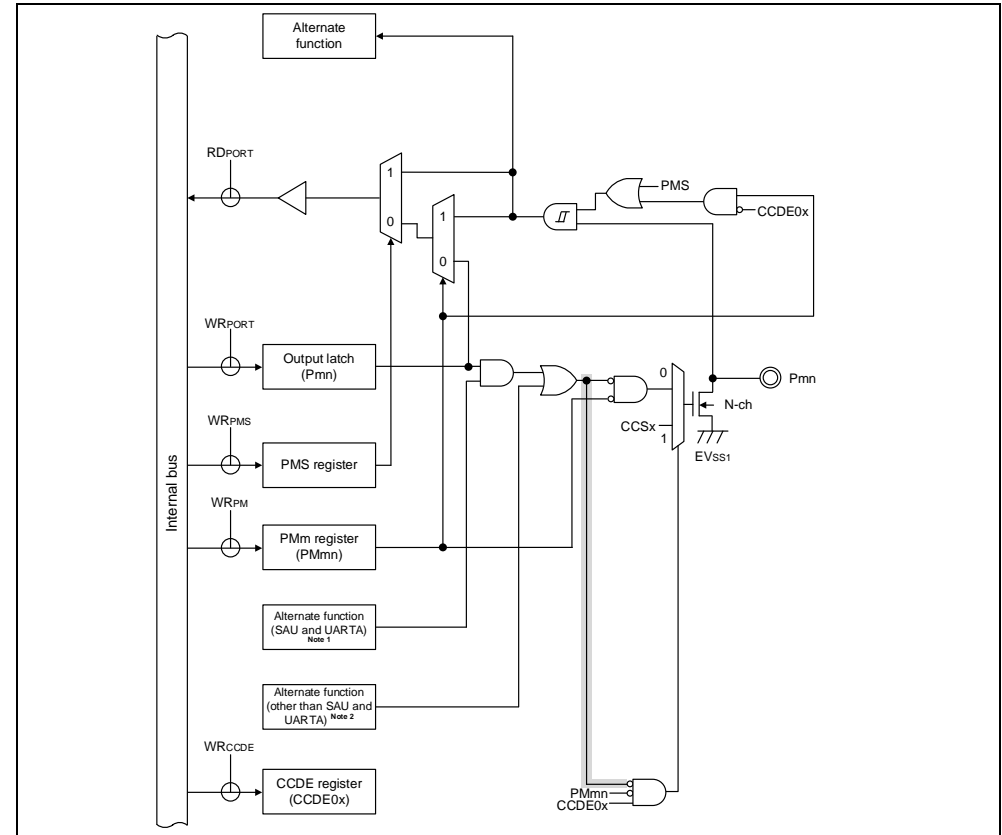 Alternate
function
RDPORT
1
0
1
0
PMS
CCDE0x
WRPORT
Output latch
(Pmn)
0
Pmn
N-ch
CCSx
1
EVSS1
WRPMS
PMS register
Internal bus
WRPM
PMm register
(PMmn)
Alternate function
(SAU and UARTA)
Note 1
Alternate function
(other than SAU and
UARTA) Note 2
WRCCDE
CCDE register
(CCDE0x)
PMmn
CCDE0x